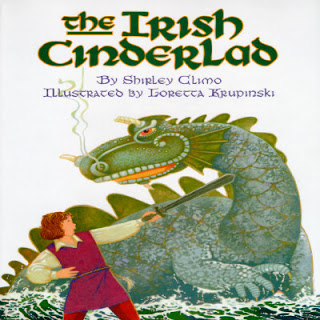 the Irish
Cinderlad
By Shirley Climo
Illustrated by Loretta Krupinski